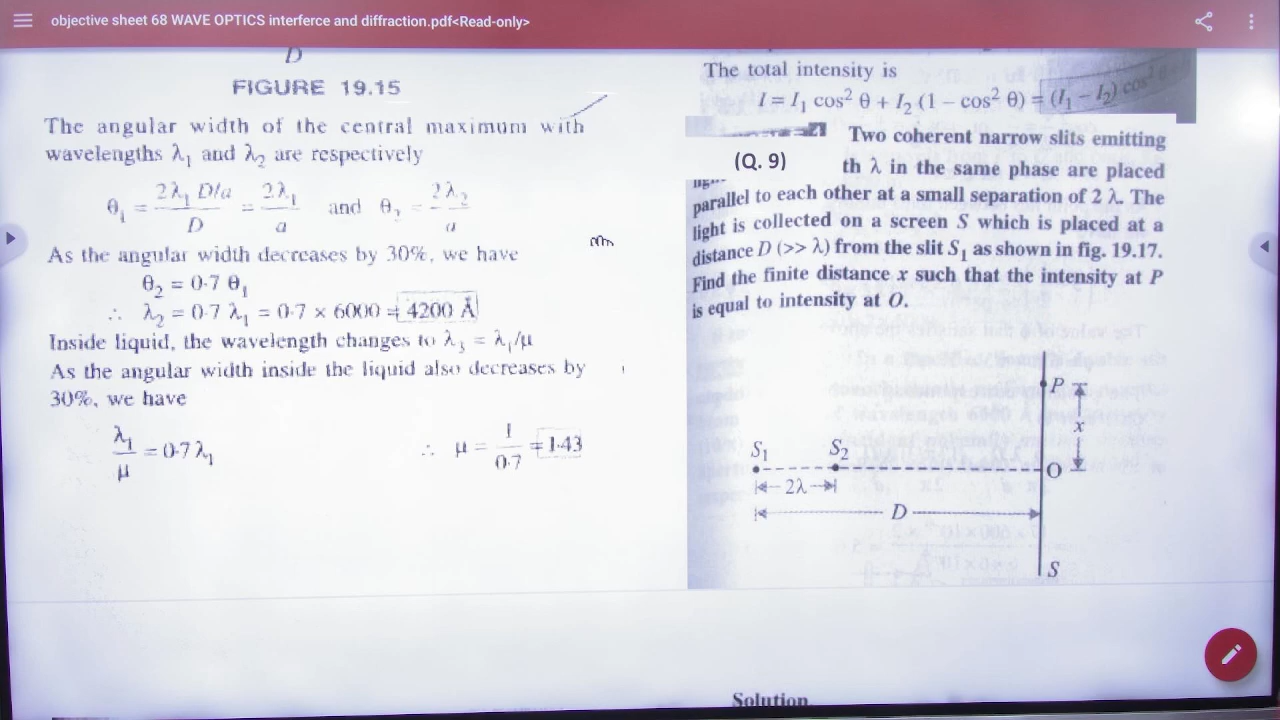 objective sheet 68 WAVE OPTICS interferce and diffraction.pdf<Read-only>
D
FIGURE 19.15
The angular width of the central maximum with
wavelengths λ₁ and λ₂ are respectively
θ₁ = 2λ₁ D/a / D = 2λ₁ / a and θ₂ = 2λ₂ / a
As the angular width decreases by 30%, we have
θ₂ = 0·7 θ₁
∴ λ₂ = 0·7 λ₁ = 0·7 × 6000 = 4200 Å
Inside liquid, the wavelength changes to λ₃ = λ₁/μ
As the angular width inside the liquid also decreases by
30%, we have
λ₁ / μ = 0·7 λ₁ ∴ μ = 1 / 0·7 = 1·43
The total intensity is
I = I₁ cos² θ + I₂ (1 − cos² θ) = (I₁ − I₂) cos²
Two coherent narrow slits emitting
(Q. 9) th λ in the same phase are placed
parallel to each other at a small separation of 2 λ. The
light is collected on a screen S which is placed at a
distance D (>> λ) from the slit S₁ as shown in fig. 19.17.
Find the finite distance x such that the intensity at P
is equal to intensity at O.
P
x
S₁ S₂
O
2λ
D
S
Solution